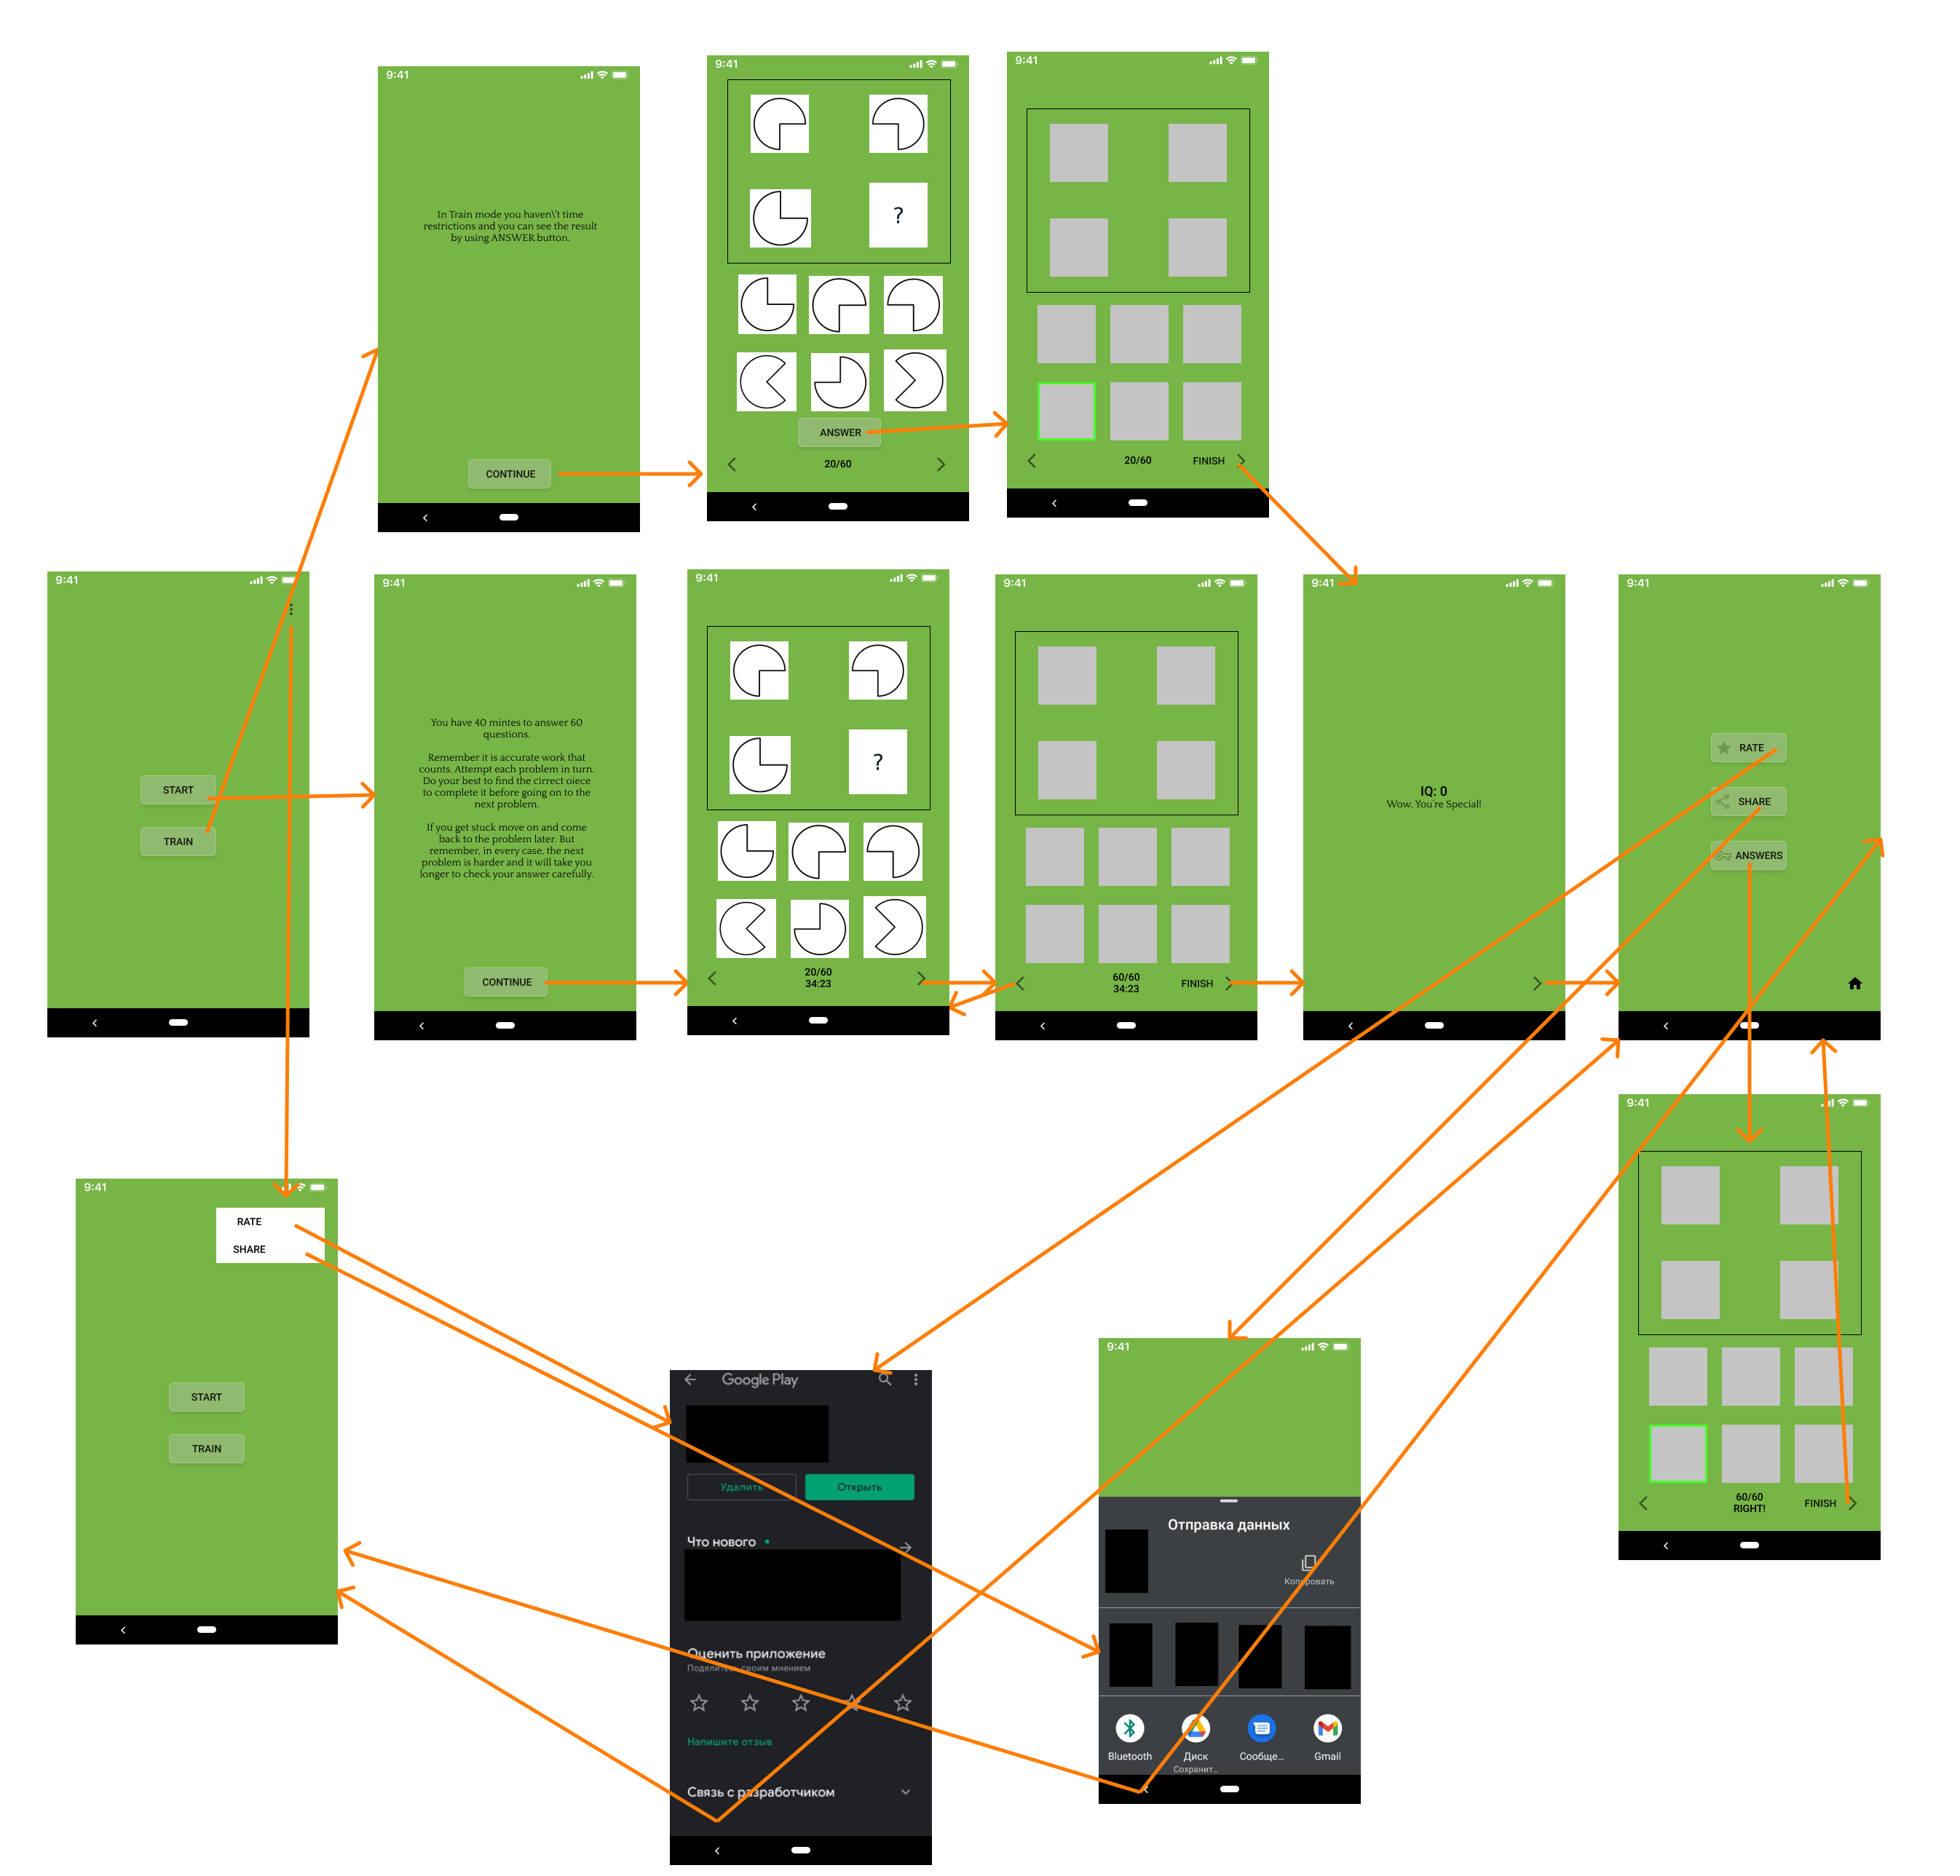 9:41
In Train mode you haven\'t time
restrictions and you can see the result
by using ANSWER button.
CONTINUE
9:41
?
ANSWER
20/60
9:41
20/60
FINISH
9:41
START
TRAIN
9:41
You have 40 mintes to answer 60
questions.
Remember it is accurate work that
counts. Attempt each problem in turn.
Do your best to find the cirrect oiece
to complete it before going on to the
next problem.
If you get stuck move on and come
back to the problem later. But
remember, in every case, the next
problem is harder and it will take you
longer to check your answer carefully.
CONTINUE
9:41
?
20/60
34:23
9:41
60/60
34:23
FINISH
9:41
IQ: 0
Wow. You're Special!
9:41
RATE
SHARE
ANSWERS
9:41
60/60
RIGHT!
FINISH
9:41
RATE
SHARE
START
TRAIN
Google Play
Удалить
Открыть
Что нового
Оценить приложение
Поделитесь своим мнением
Напишите отзыв
Связь с разработчиком
9:41
Отправка данных
Копировать
Bluetooth
Диск
Сохранит...
Сообще...
Gmail